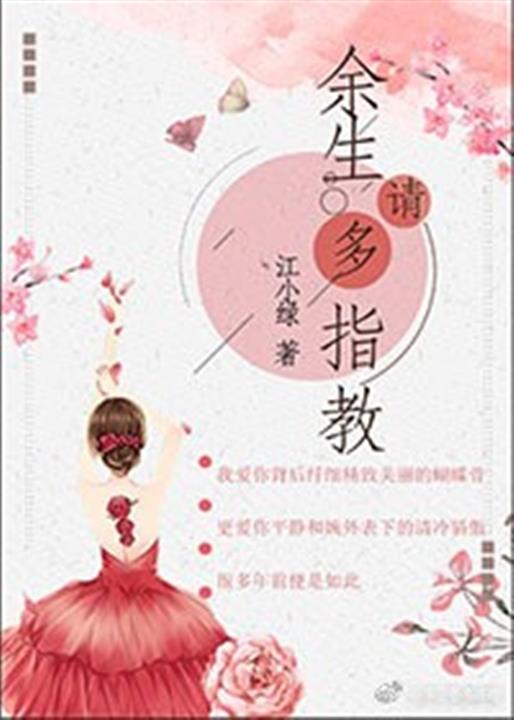 余生请多指教
江小绿 著
我爱你背后纤细精致美丽的蝴蝶骨
更爱你平静和婉外表下的清冷骄傲
很多年前便是如此